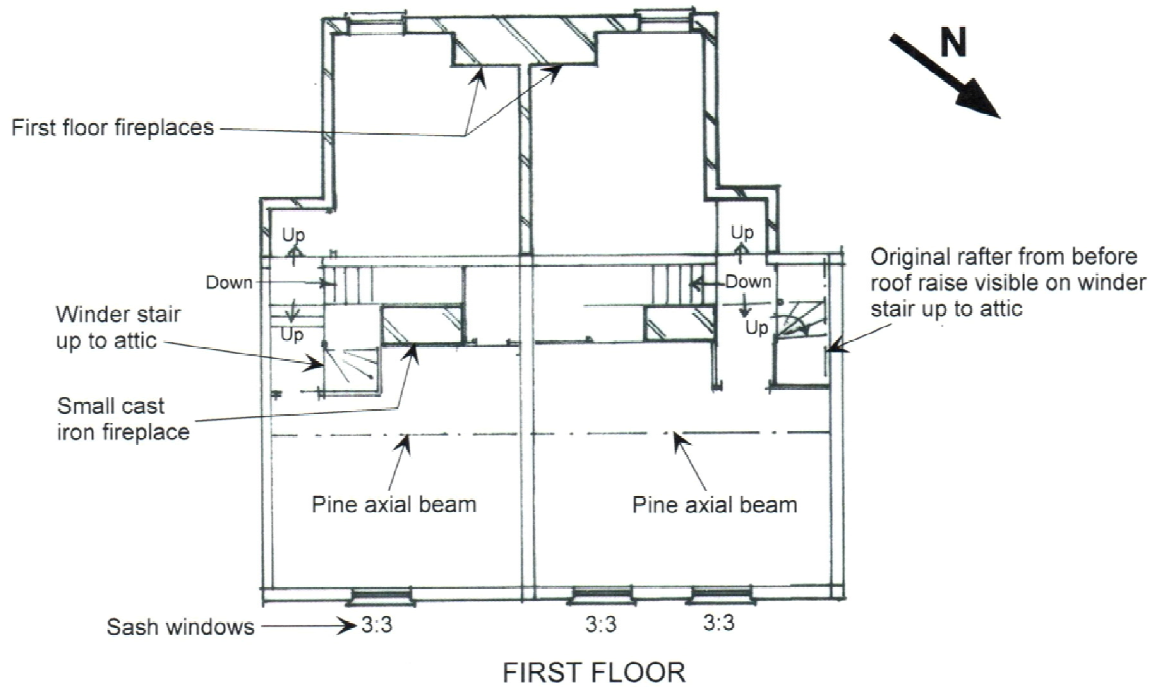 N
First floor fireplaces
Up
Up
Down
Down
Original rafter from before
roof raise visible on winder
stair up to attic
Winder stair
up to attic
Up
Up
Small cast
iron fireplace
Pine axial beam
Pine axial beam
Sash windows
3:3
3:3
3:3
FIRST FLOOR